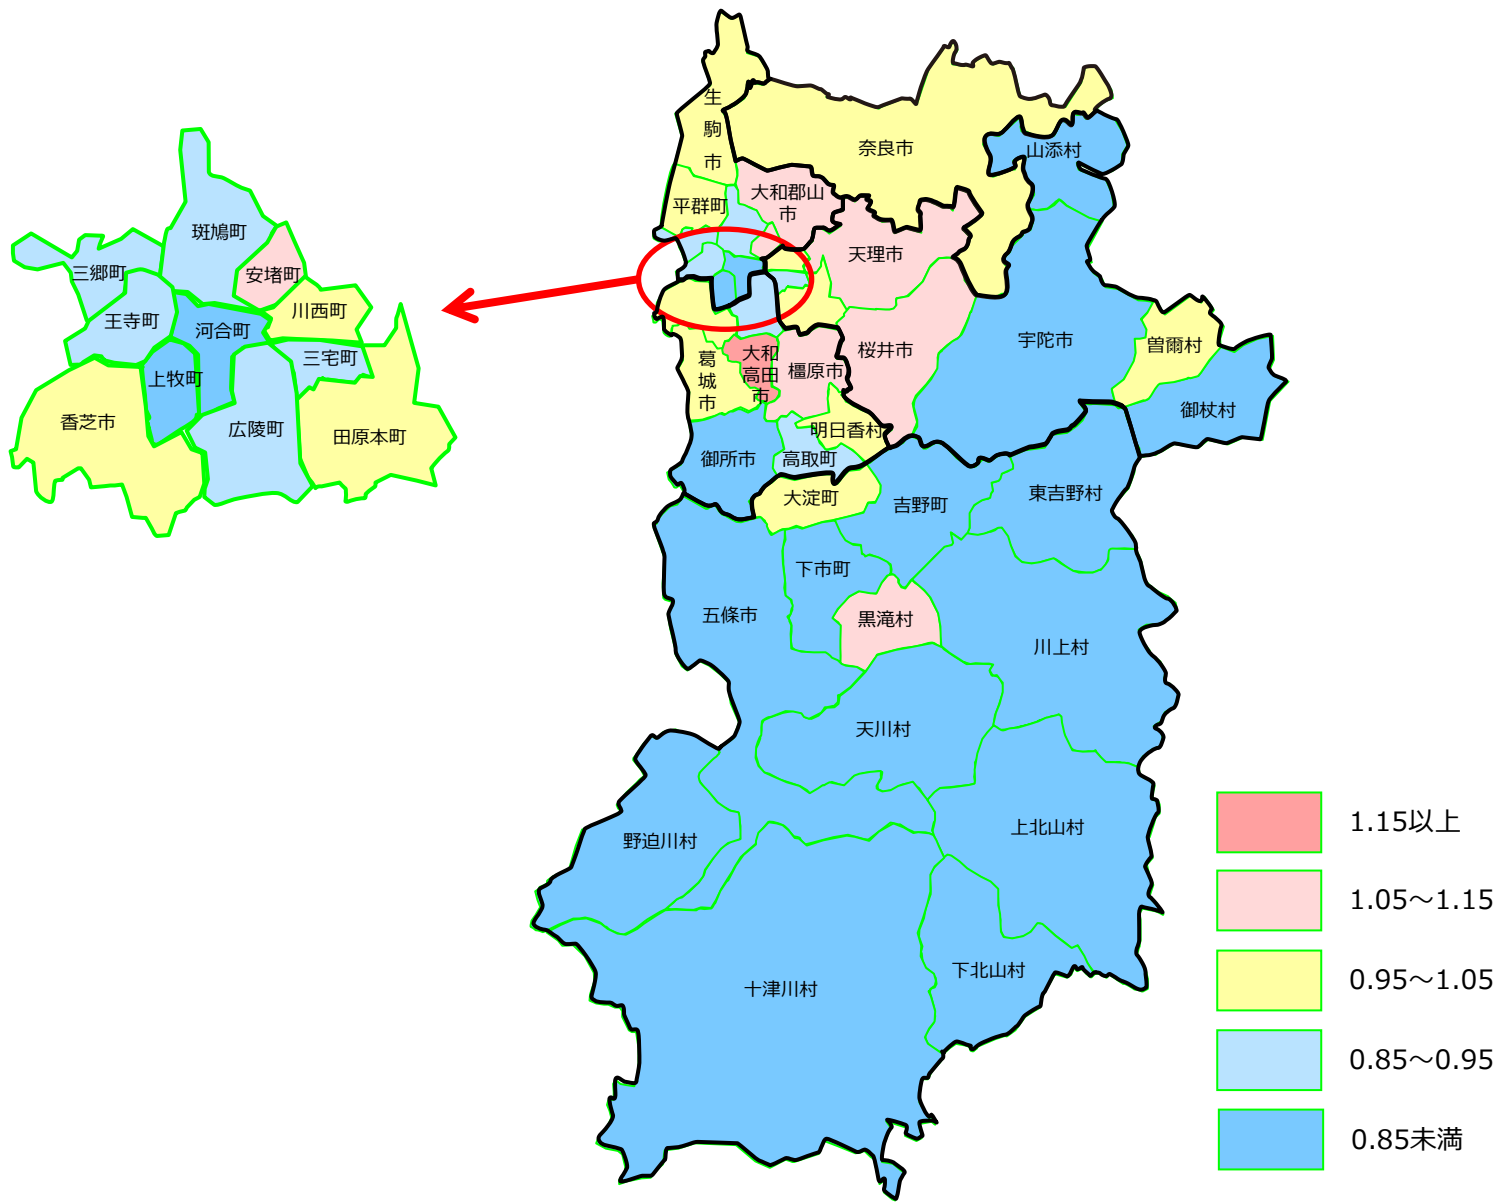 生駒市
奈良市
山添村
平群町
大和郡山市
天理市
斑鳩町
安堵町
三郷町
王寺町
川西町
河合町
三宅町
上牧町
香芝市
広陵町
田原本町
葛城市
大和高田市
橿原市
桜井市
宇陀市
曽爾村
御杖村
明日香村
高取町
御所市
大淀町
吉野町
東吉野村
下市町
五條市
黒滝村
川上村
天川村
上北山村
野迫川村
下北山村
十津川村
1.15以上
1.05～1.15
0.95～1.05
0.85～0.95
0.85未満